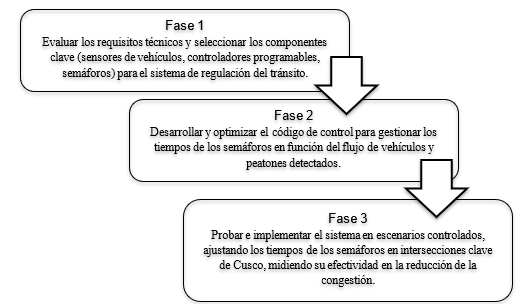 Fase 1
Evaluar los requisitos técnicos y seleccionar los componentes
clave (sensores de vehículos, controladores programables,
semáforos) para el sistema de regulación del tránsito.
Fase 2
Desarrollar y optimizar el código de control para gestionar los
tiempos de los semáforos en función del flujo de vehículos y
peatones detectados.
Fase 3
Probar e implementar el sistema en escenarios controlados,
ajustando los tiempos de los semáforos en intersecciones clave
de Cusco, midiendo su efectividad en la reducción de la
congestión.